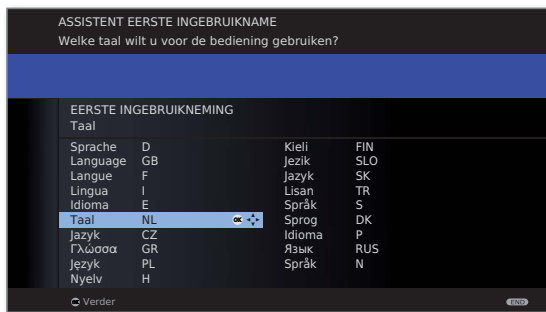 ASSISTENT EERSTE INGEBRUIKNAME
Welke taal wilt u voor de bediening gebruiken?
EERSTE INGEBRUIKNEMING
Taal
Sprache D
Language GB
Langue F
Lingua I
Idioma E
Taal NL OK
Jazyk CZ
Γλώσσα GR
Język PL
Nyelv H
Kieli FIN
Jezik SLO
Jazyk SK
Lisan TR
Språk S
Sprog DK
Idioma P
Язык RUS
Språk N
OK Verder
END